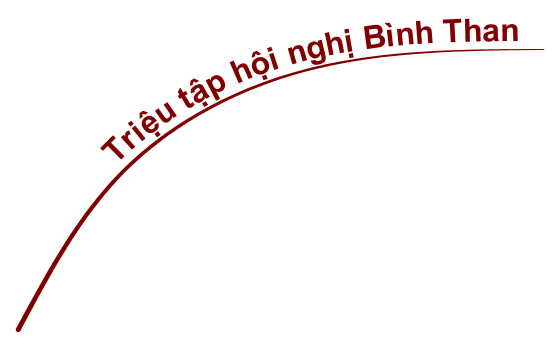 Triệu tập hội nghị Bình Than